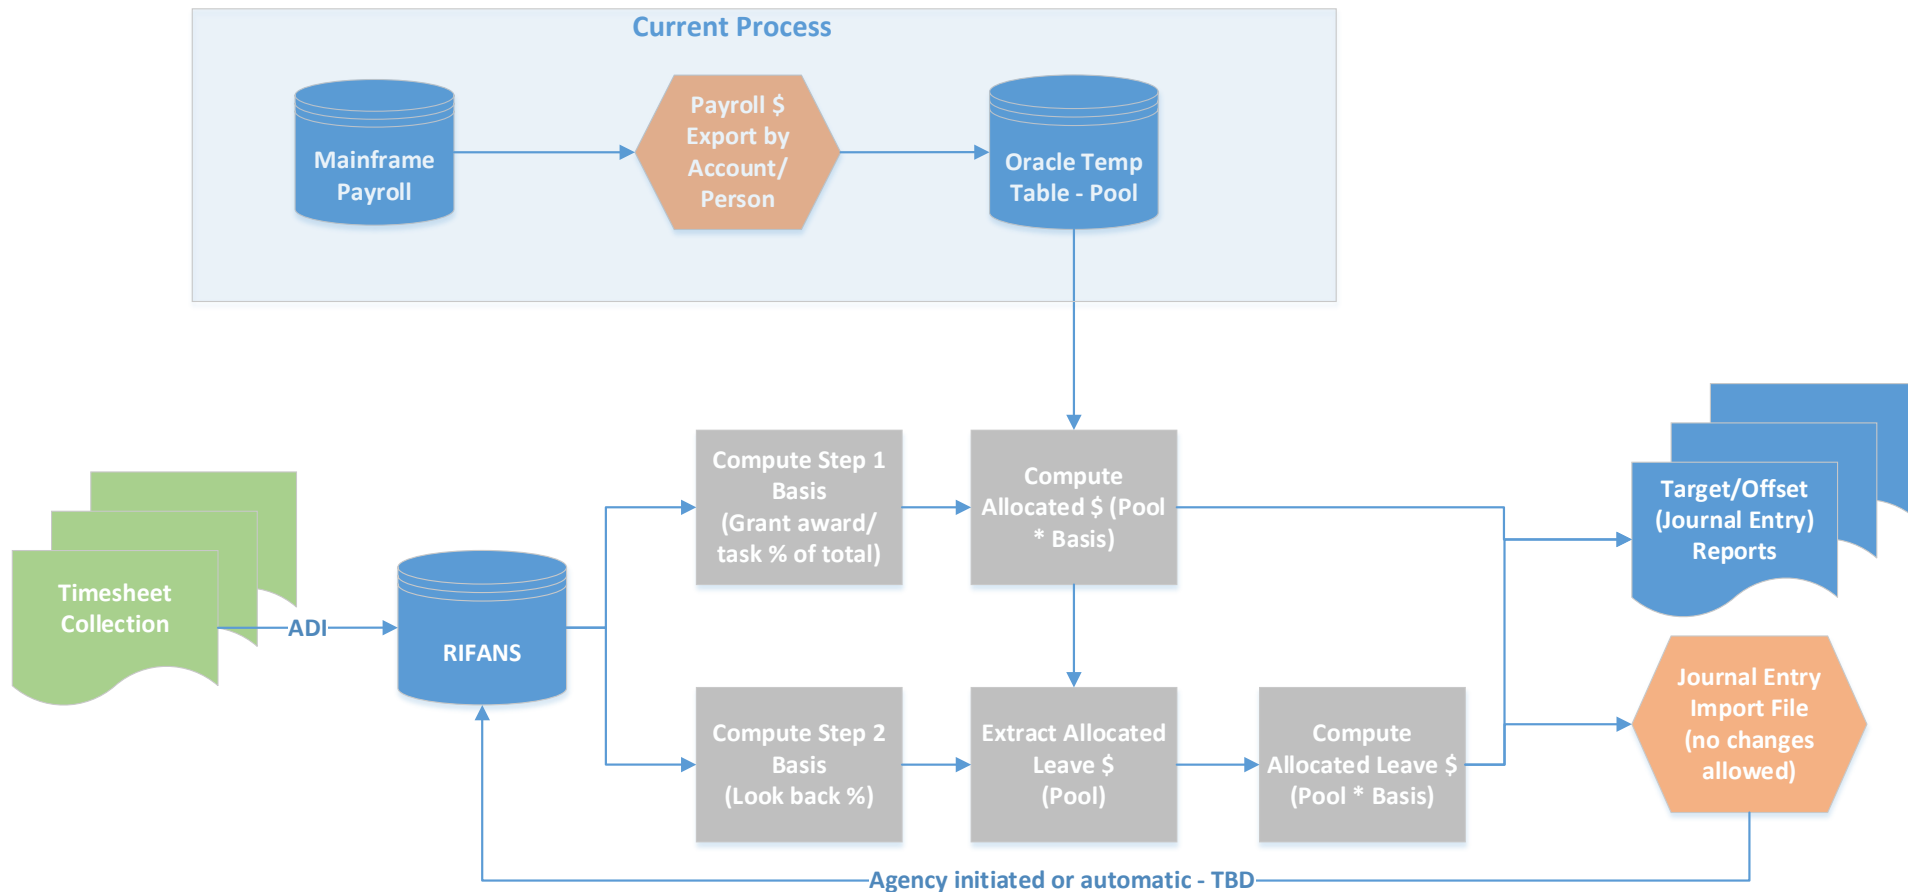 Current Process
Mainframe
Payroll
Payroll $
Export by
Account/
Person
Oracle Temp
Table - Pool
Timesheet
Collection
ADI
RIFANS
Compute Step 1
Basis
(Grant award/
task % of total)
Compute
Allocated $ (Pool
* Basis)
Target/Offset
(Journal Entry)
Reports
Compute Step 2
Basis
(Look back %)
Extract Allocated
Leave $
(Pool)
Compute
Allocated Leave $
(Pool * Basis)
Journal Entry
Import File
(no changes
allowed)
Agency initiated or automatic - TBD